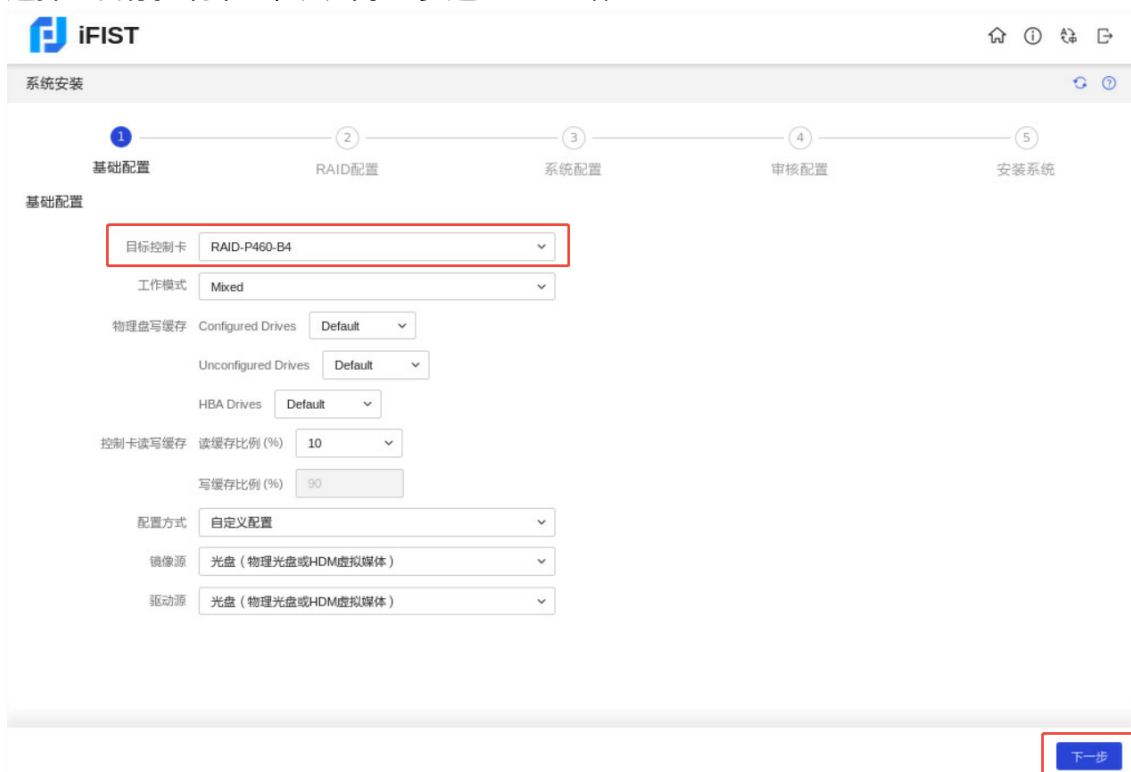 iFIST
系统安装
1 2 3 4 5
基础配置 RAID配置 系统配置 审核配置 安装系统
基础配置
目标控制卡 RAID-P460-B4
工作模式 Mixed
物理盘写缓存 Configured Drives Default
Unconfigured Drives Default
HBA Drives Default
控制卡读写缓存 读缓存比例 (%) 10
写缓存比例 (%) 90
配置方式 自定义配置
镜像源 光盘 ( 物理光盘或HDM虚拟媒体 )
驱动源 光盘 ( 物理光盘或HDM虚拟媒体 )
下一步